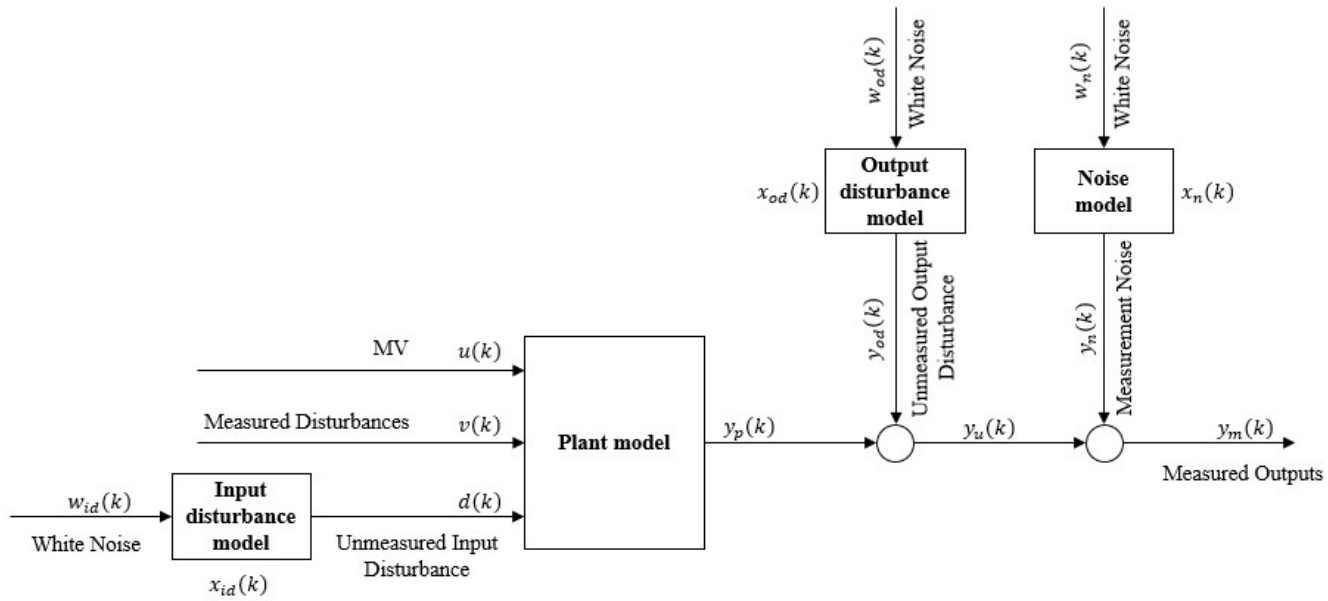 w_od(k)
White Noise
w_n(k)
White Noise
x_od(k)
Output
disturbance
model
Noise
model
x_n(k)
y_od(k)
Unmeasured Output
Disturbance
y_n(k)
Measurement Noise
MV
u(k)
Measured Disturbances
v(k)
Plant model
y_p(k)
y_u(k)
y_m(k)
Measured Outputs
w_id(k)
White Noise
Input
disturbance
model
x_id(k)
d(k)
Unmeasured Input
Disturbance